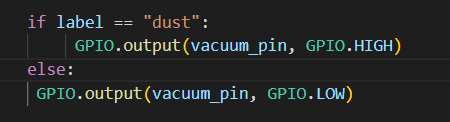 if label == "dust":
        GPIO.output(vacuum_pin, GPIO.HIGH)
else:
 GPIO.output(vacuum_pin, GPIO.LOW)